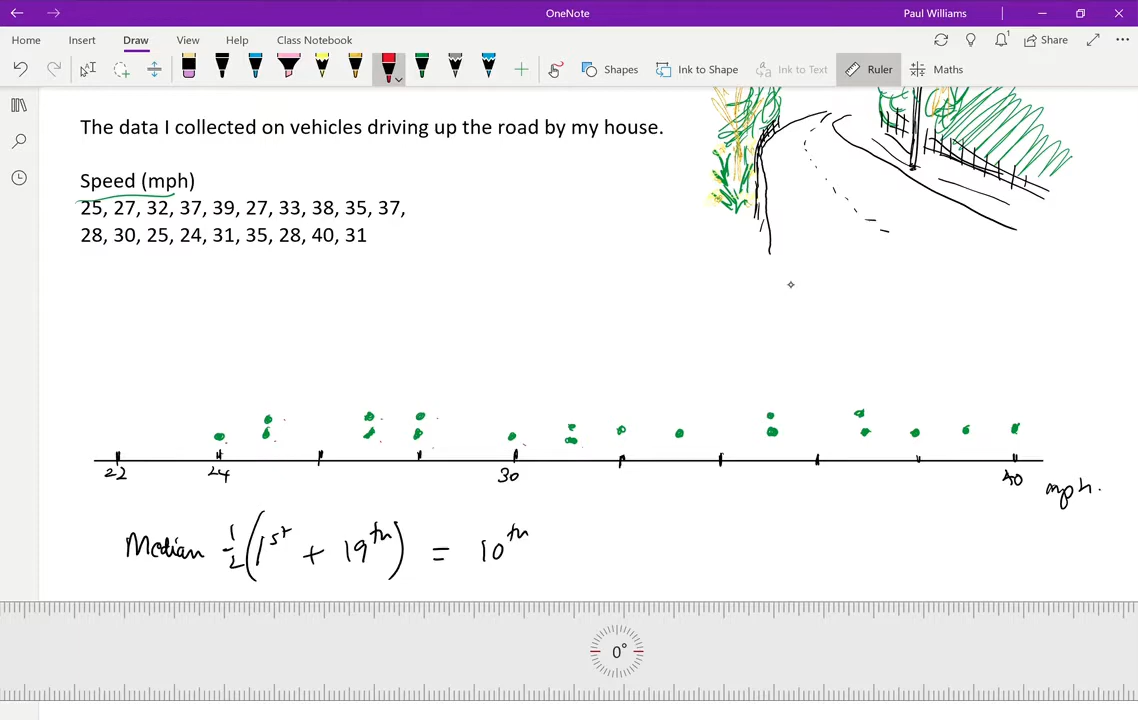 OneNote
Paul Williams
Home Insert Draw View Help Class Notebook
Share
Shapes Ink to Shape Ink to Text Ruler Maths
The data I collected on vehicles driving up the road by my house.
Speed (mph)
25, 27, 32, 37, 39, 27, 33, 38, 35, 37,
28, 30, 25, 24, 31, 35, 28, 40, 31
22 24 30 40 mph.
Median 1/2 (1st + 19th) = 10th
0°